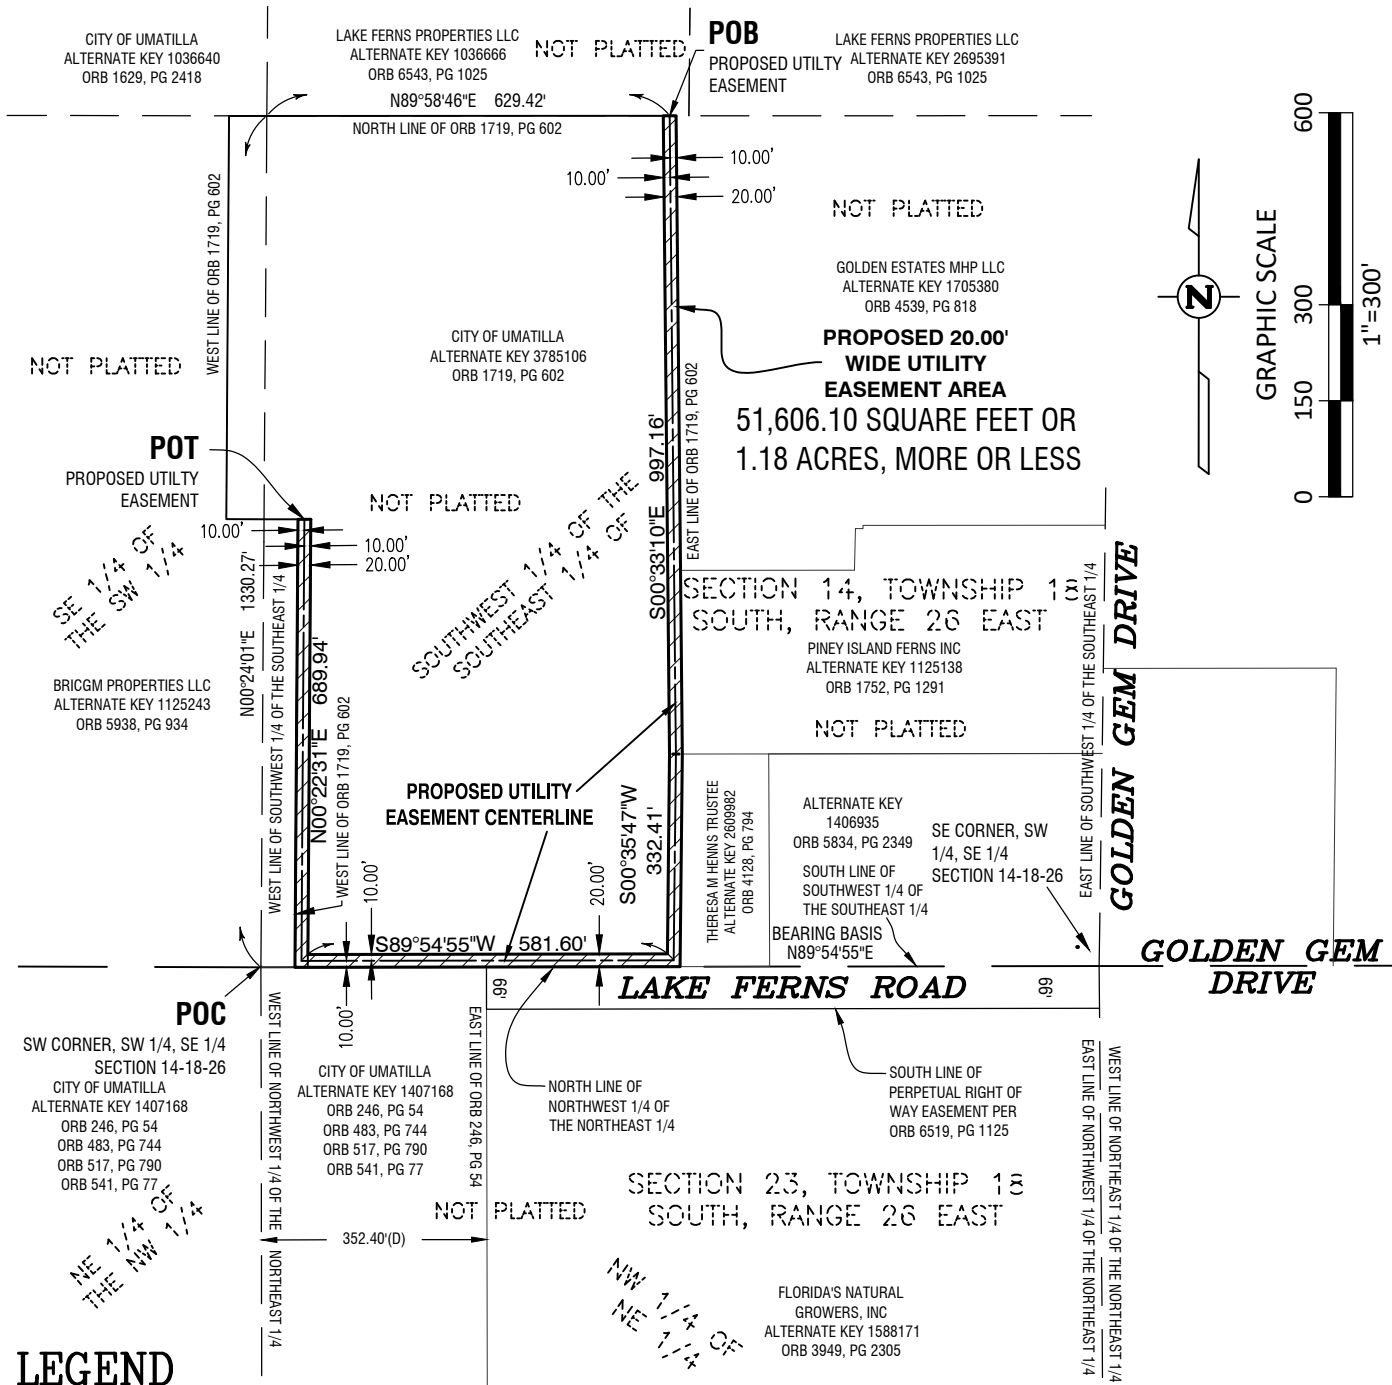 CITY OF UMATILLA
ALTERNATE KEY 1036640
ORB 1629, PG 2418
LAKE FERNS PROPERTIES LLC
ALTERNATE KEY 1036666
ORB 6543, PG 1025
NOT PLATTED
POB
PROPOSED UTILTY
EASEMENT
LAKE FERNS PROPERTIES LLC
ALTERNATE KEY 2695391
ORB 6543, PG 1025
N89°58'46"E 629.42'
NORTH LINE OF ORB 1719, PG 602
10.00'
10.00'
20.00'
WEST LINE OF ORB 1719, PG 602
NOT PLATTED
GOLDEN ESTATES MHP LLC
ALTERNATE KEY 1705380
ORB 4539, PG 818
N
GRAPHIC SCALE
0
150
300
600
1"=300'
CITY OF UMATILLA
ALTERNATE KEY 3785106
ORB 1719, PG 602
NOT PLATTED
PROPOSED 20.00'
WIDE UTILITY
EASEMENT AREA
51,606.10 SQUARE FEET OR
1.18 ACRES, MORE OR LESS
EAST LINE OF ORB 1719, PG 602
S00°33'10"E 997.16'
POT
PROPOSED UTILTY
EASEMENT
NOT PLATTED
10.00'
10.00'
20.00'
SE 1/4 OF
THE SW 1/4
SOUTHWEST 1/4 OF THE
SOUTHEAST 1/4 OF
SECTION 14, TOWNSHIP 18
SOUTH, RANGE 26 EAST
PINEY ISLAND FERNS INC
ALTERNATE KEY 1125138
ORB 1752, PG 1291
NOT PLATTED
EAST LINE OF SOUTHWEST 1/4 OF THE SOUTHEAST 1/4
GOLDEN GEM DRIVE
N00°24'01"E 1330.27'
WEST LINE OF SOUTHWEST 1/4 OF THE SOUTHEAST 1/4
N00°22'31"E 689.94'
WEST LINE OF ORB 1719, PG 602
BRICGM PROPERTIES LLC
ALTERNATE KEY 1125243
ORB 5938, PG 934
PROPOSED UTILITY
EASEMENT CENTERLINE
S00°35'47"W
332.41'
THERESA M HENNS TRUSTEE
ALTERNATE KEY 2609982
ORB 4128, PG 794
ALTERNATE KEY
1406935
ORB 5834, PG 2349
SOUTH LINE OF
SOUTHWEST 1/4 OF
THE SOUTHEAST 1/4
SE CORNER, SW
1/4, SE 1/4
SECTION 14-18-26
BEARING BASIS
N89°54'55"E
10.00'
20.00'
S89°54'55"W 581.60'
GOLDEN GEM
DRIVE
LAKE FERNS ROAD
66'
66'
POC
SW CORNER, SW 1/4, SE 1/4
SECTION 14-18-26
CITY OF UMATILLA
ALTERNATE KEY 1407168
ORB 246, PG 54
ORB 483, PG 744
ORB 517, PG 790
ORB 541, PG 77
10.00'
WEST LINE OF NORTHWEST 1/4 OF THE NORTHEAST 1/4
CITY OF UMATILLA
ALTERNATE KEY 1407168
ORB 246, PG 54
ORB 483, PG 744
ORB 517, PG 790
ORB 541, PG 77
EAST LINE OF ORB 246, PG 54
NORTH LINE OF
NORTHWEST 1/4 OF
THE NORTHEAST 1/4
SOUTH LINE OF
PERPETUAL RIGHT OF
WAY EASEMENT PER
ORB 6519, PG 1125
EAST LINE OF NORTHWEST 1/4 OF THE NORTHEAST 1/4
WEST LINE OF NORTHEAST 1/4 OF THE NORTHEAST 1/4
NE 1/4 OF
THE NW 1/4
NOT PLATTED
352.40'(D)
SECTION 23, TOWNSHIP 18
SOUTH, RANGE 26 EAST
NW 1/4 OF
NE 1/4
FLORIDA'S NATURAL
GROWERS, INC
ALTERNATE KEY 1588171
ORB 3949, PG 2305
LEGEND